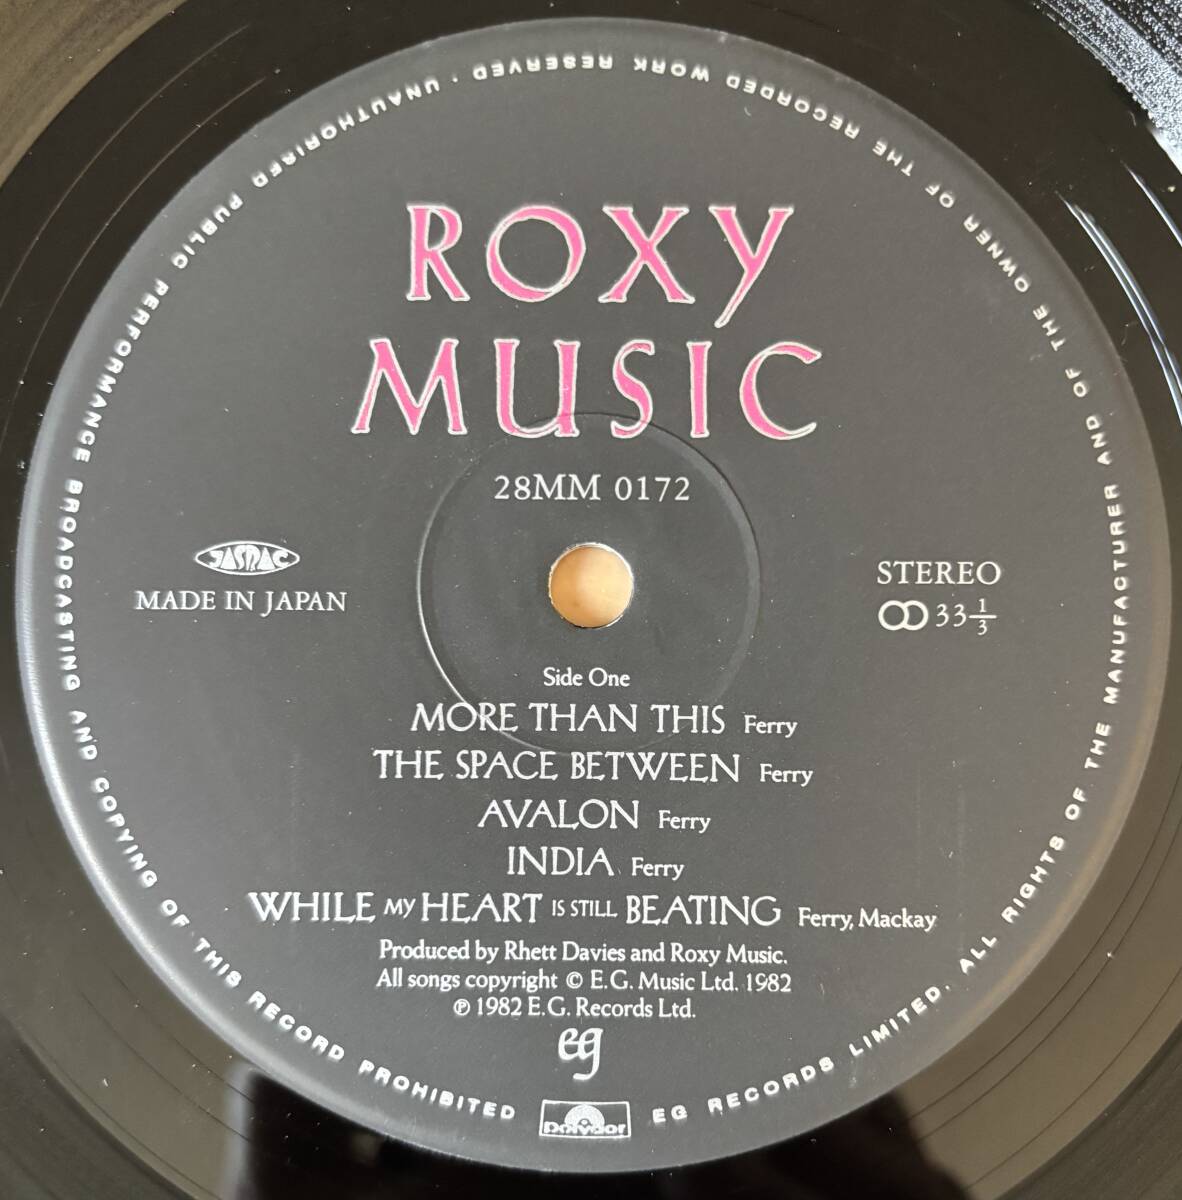 ROXY
MUSIC
28MM 0172
JASRAC
MADE IN JAPAN
STEREO
33 1/3
Side One
MORE THAN THIS Ferry
THE SPACE BETWEEN Ferry
AVALON Ferry
INDIA Ferry
WHILE MY HEART IS STILL BEATING Ferry, Mackay
Produced by Rhett Davies and Roxy Music.
All songs copyright © E.G. Music Ltd. 1982
℗ 1982 E.G. Records Ltd.
eg
polydor
EG RECORDS LIMITED. ALL RIGHTS OF THE MANUFACTURER AND OF THE OWNER OF THE RECORDED WORK RESERVED · UNAUTHORISED PUBLIC PERFORMANCE BROADCASTING AND COPYING OF THIS RECORD PROHIBITED